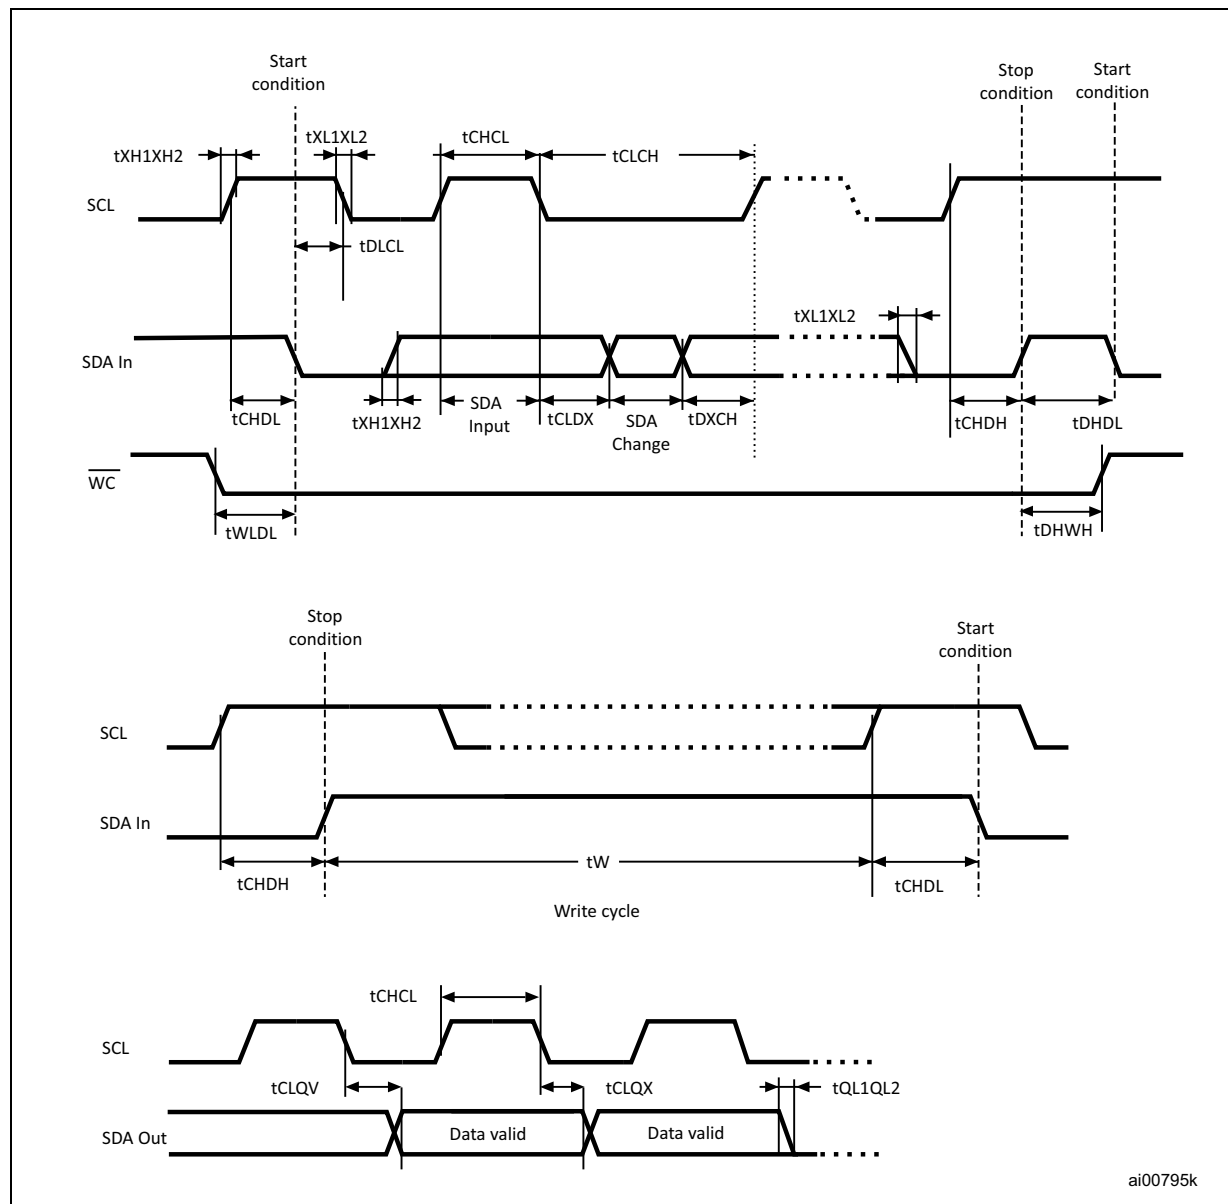 Start
condition
Stop
condition
Start
condition
tXH1XH2
tXL1XL2
tCHCL
tCLCH
SCL
tDLCL
tXL1XL2
SDA In
tCHDL
tXH1XH2
SDA
Input
tCLDX
SDA
Change
tDXCH
tCHDH
tDHDL
WC
tWLDL
tDHWH
Stop
condition
Start
condition
SCL
SDA In
tCHDH
tW
tCHDL
Write cycle
tCHCL
SCL
tCLQV
tCLQX
tQL1QL2
SDA Out
Data valid
Data valid
ai00795k